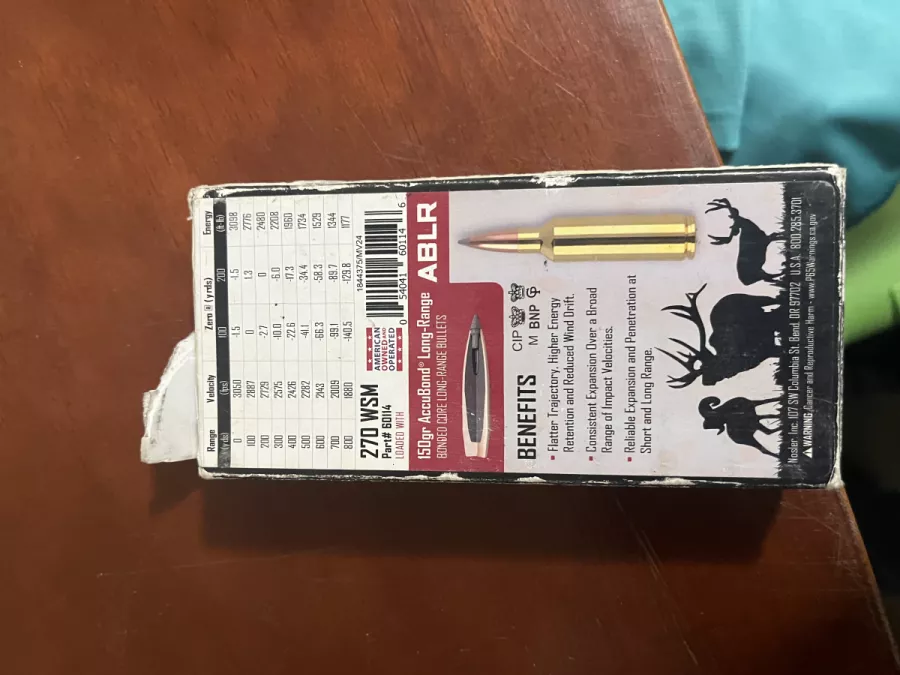 Range Velocity Zero ⊕ (yrds) Energy
(yrds) (fps) 100 200 (ft-lb)
0 3050 -1.5 -1.5 3098
100 2887 0 1.3 2776
200 2729 -2.7 0 2480
300 2575 -10.0 -6.0 2208
400 2426 -22.6 -17.3 1960
500 2282 -41.1 -34.4 1734
600 2143 -66.3 -58.3 1529
700 2009 -99.1 -89.7 1344
800 1880 -140.5 -129.8 1177
270 WSM
Part# 60114
LOADED WITH
AMERICAN
OWNED AND
OPERATED
1844375/MV24
0 54041 60114 6
150gr AccuBond® Long-Range
BONDED CORE LONG-RANGE BULLETS
ABLR
CIP
M BNP GP
BENEFITS
• Flatter Trajectory, Higher Energy
Retention and Reduced Wind Drift.
• Consistent Expansion Over a Broad
Range of Impact Velocities.
• Reliable Expansion and Penetration at
Short and Long Range.
Nosler Inc. 107 SW Columbia St. Bend, OR 97702 U.S.A. 800.285.3701
⚠WARNING: Cancer and Reproductive Harm - www.P65Warnings.ca.gov